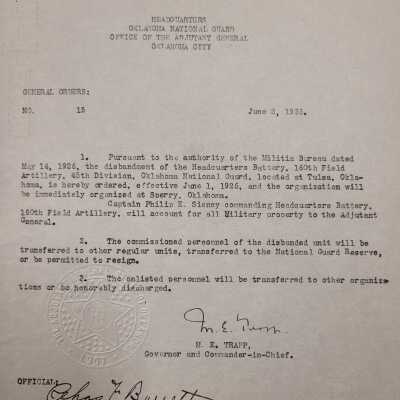 HEADQUARTERS
OKLAHOMA NATIONAL GUARD
OFFICE OF THE ADJUTANT GENERAL
OKLAHOMA CITY
GENERAL ORDERS:
NO. 15 June 2, 1926.
1. Pursuant to the authority of the Militia Bureau dated
May 14, 1926, the disbandment of the Headquarters Battery, 160th Field
Artillery, 45th Division, Oklahoma National Guard, located at Tulsa, Okla-
homa, is hereby ordered, effective June 1, 1926, and the organization will
be immediately organized at Sperry, Oklahoma.
Captain Philip K. commanding Headquarters Battery,
160th Field Artillery, will account for all Military property to the Adjutant
General.
2. The commissioned personnel of the disbanded unit will be
transferred to other regular units, transferred to the National Guard Reserve,
or be permitted to resign.
3. The enlisted personnel will be transferred to other organiza-
tions or be honorably discharged.
M. E. Trapp
M. E. TRAPP,
Governor and Commander-in-Chief.
OFFICIAL:
Chas F. Barrett
1907